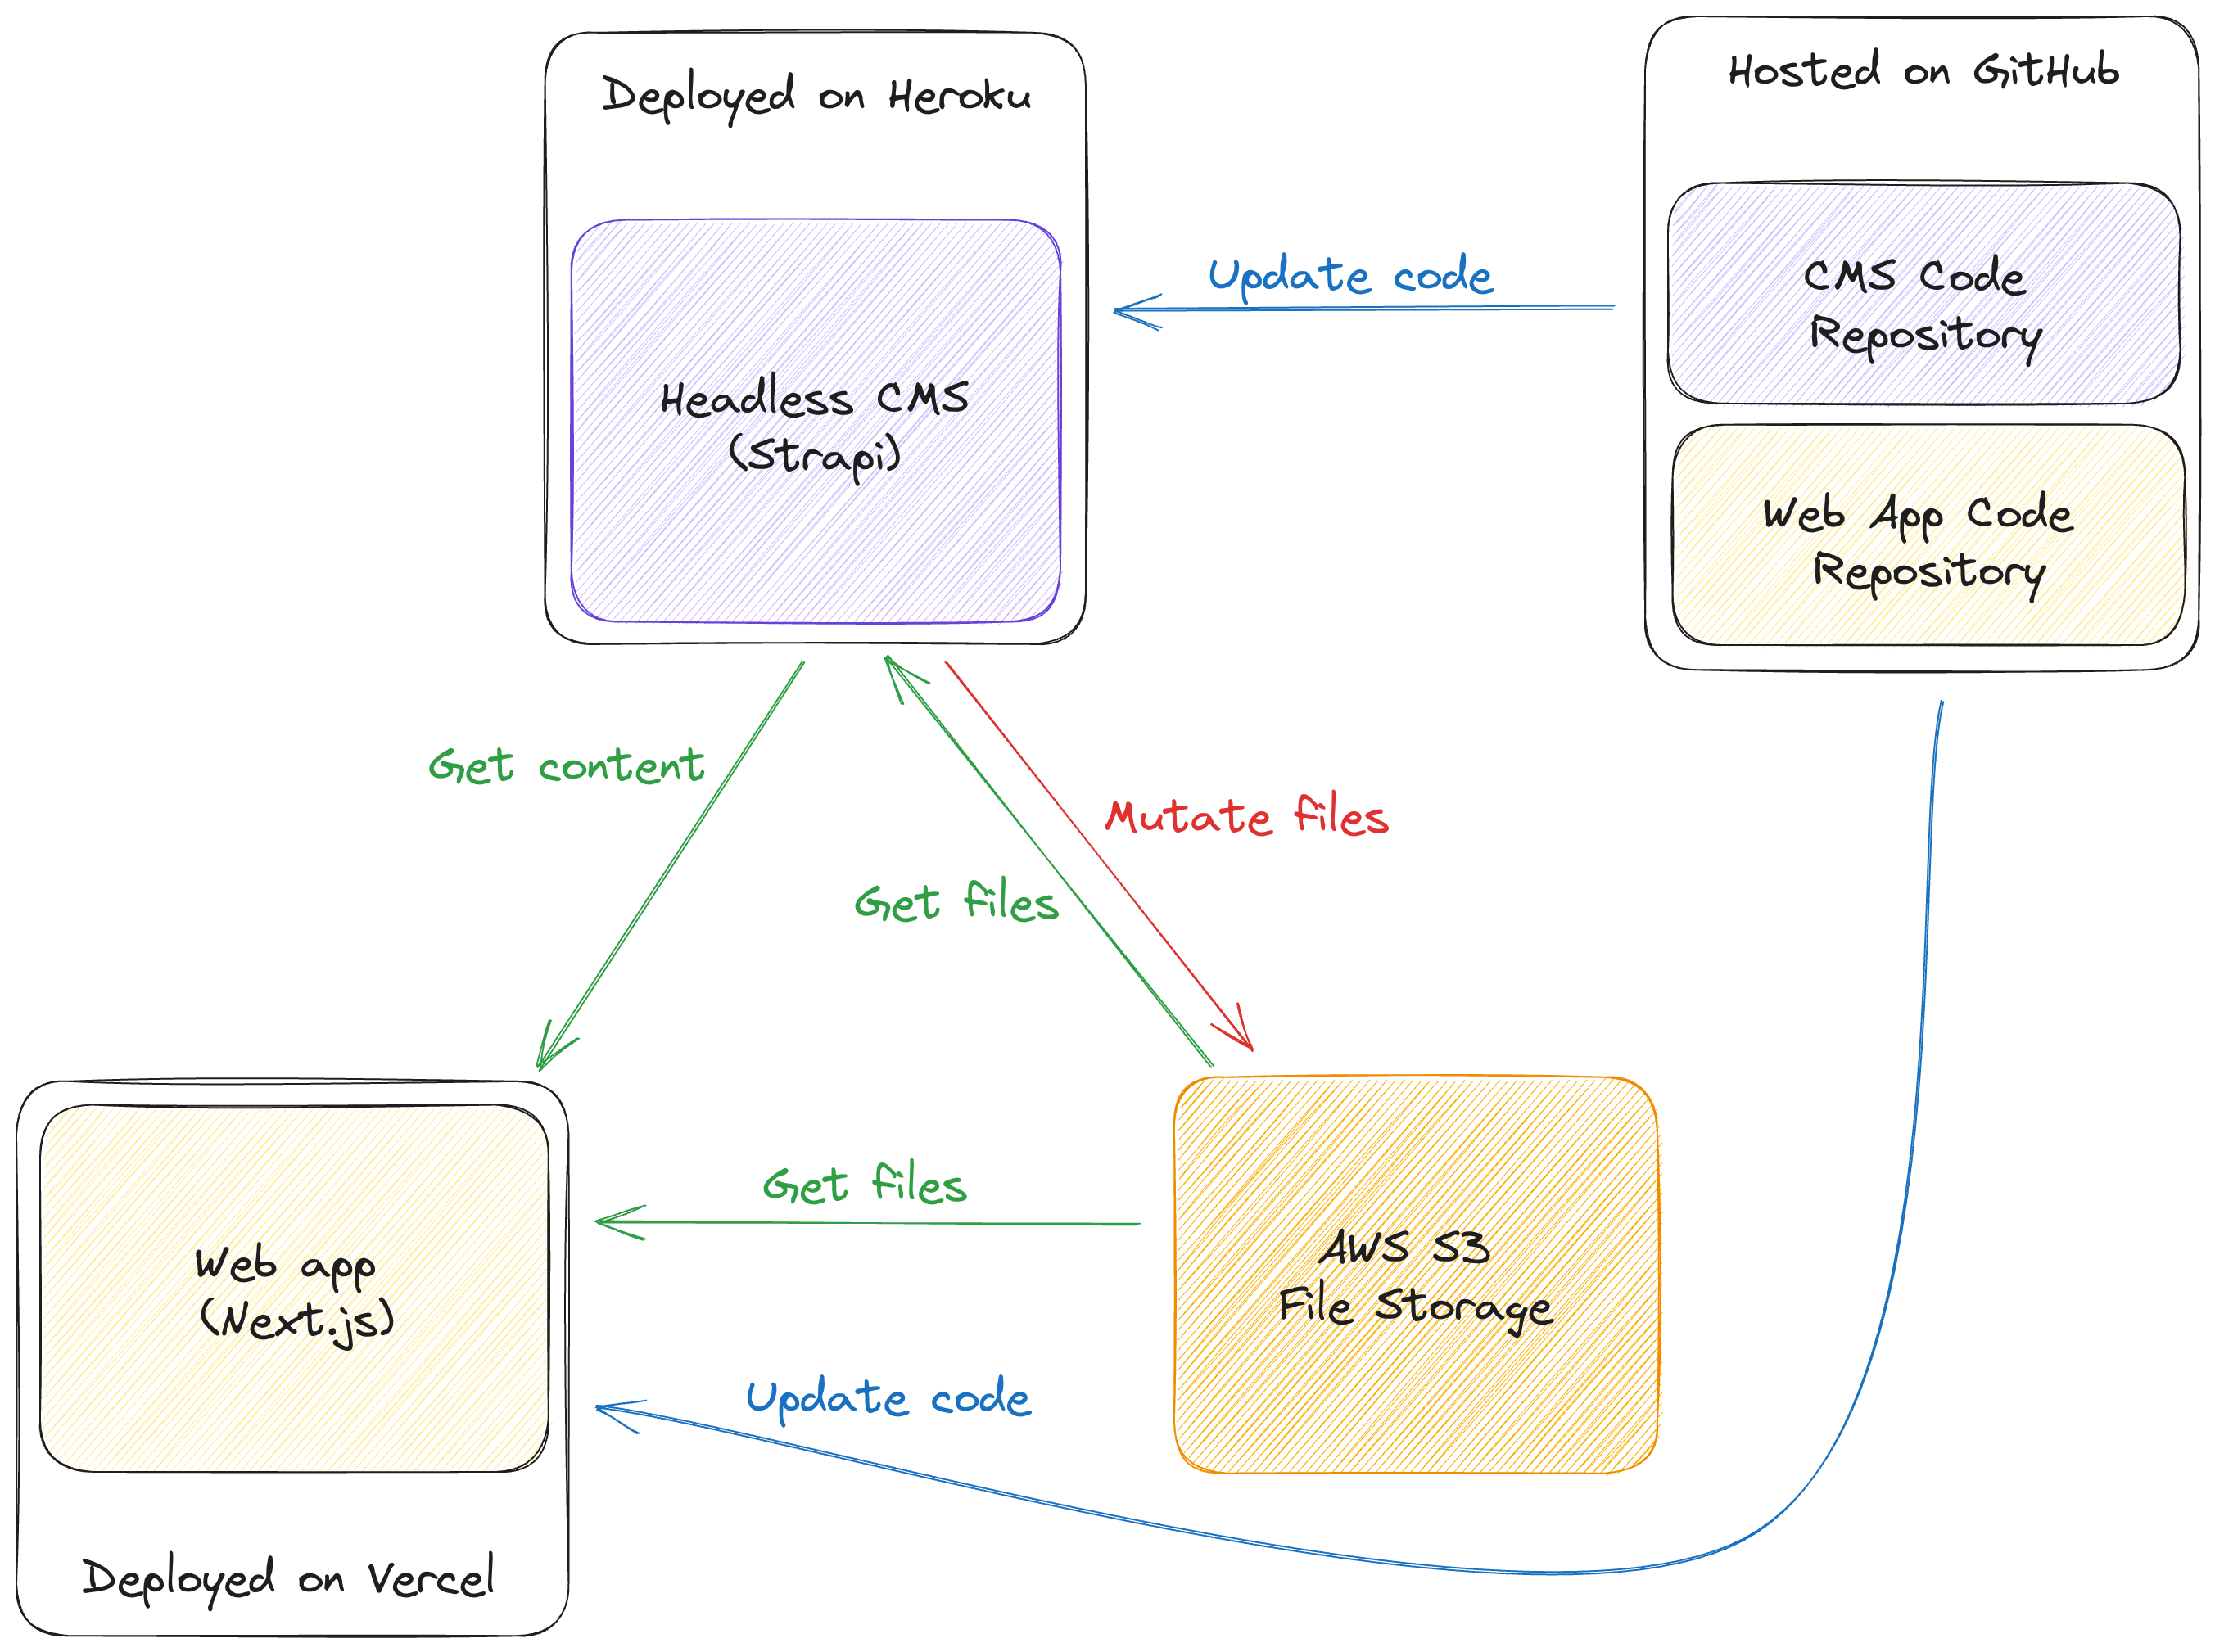 Deployed on Heroku
Headless CMS
(Strapi)
Update code
Hosted on GitHub
CMS Code
Repository
Web App Code
Repository
Get content
Mutate files
Get files
Get files
Web app
(Next.js)
Deployed on Vercel
AWS S3
File Storage
Update code